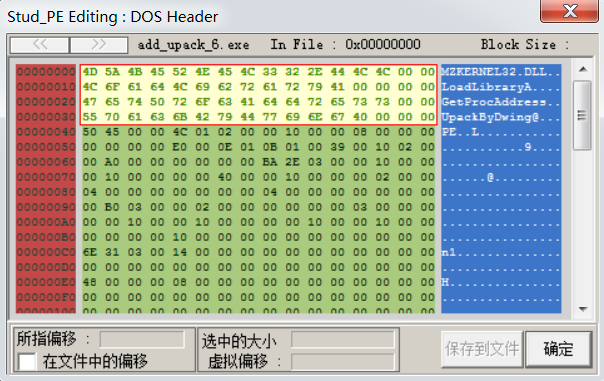 Stud_PE Editing : DOS Header
<< >> add_upack_6.exe In File : 0x00000000 Block Size :
00000000 4D 5A 4B 45 52 4E 45 4C 33 32 2E 44 4C 4C 00 00 MZKERNEL32.DLL..
00000010 4C 6F 61 64 4C 69 62 72 61 72 79 41 00 00 00 00 LoadLibraryA....
00000020 47 65 74 50 72 6F 63 41 64 64 72 65 73 73 00 00 GetProcAddress..
00000030 55 70 61 63 6B 42 79 44 77 69 6E 67 40 00 00 00 UpackByDwing@...
00000040 50 45 00 00 4C 01 02 00 00 10 00 00 08 00 00 00 PE..L...........
00000050 00 00 00 00 E0 00 0E 01 0B 01 00 39 00 10 02 00 ...........9....
00000060 00 A0 00 00 00 00 00 00 BA 2E 03 00 00 10 00 00 ................
00000070 00 10 00 00 00 00 40 00 00 10 00 00 00 02 00 00 ......@.........
00000080 04 00 00 00 00 00 00 00 04 00 00 00 00 00 00 00 ................
00000090 00 B0 03 00 00 02 00 00 00 00 00 00 03 00 00 00 ................
000000A0 00 00 10 00 00 10 00 00 00 00 10 00 00 10 00 00 ................
000000B0 00 00 00 00 10 00 00 00 00 00 00 00 00 00 00 00 ................
000000C0 6E 31 03 00 14 00 00 00 00 00 00 00 00 00 00 00 n1..............
000000D0 00 00 00 00 00 00 00 00 00 00 00 00 00 00 00 00 ................
000000E0 48 00 00 00 08 00 00 00 00 00 00 00 00 00 00 00 H...............
000000F0 00 00 00 00 00 00 00 00 00 00 00 00 00 00 00 00 ................
所指偏移 :
在文件中的偏移
选中的大小
虚拟偏移 :
保存到文件
确定